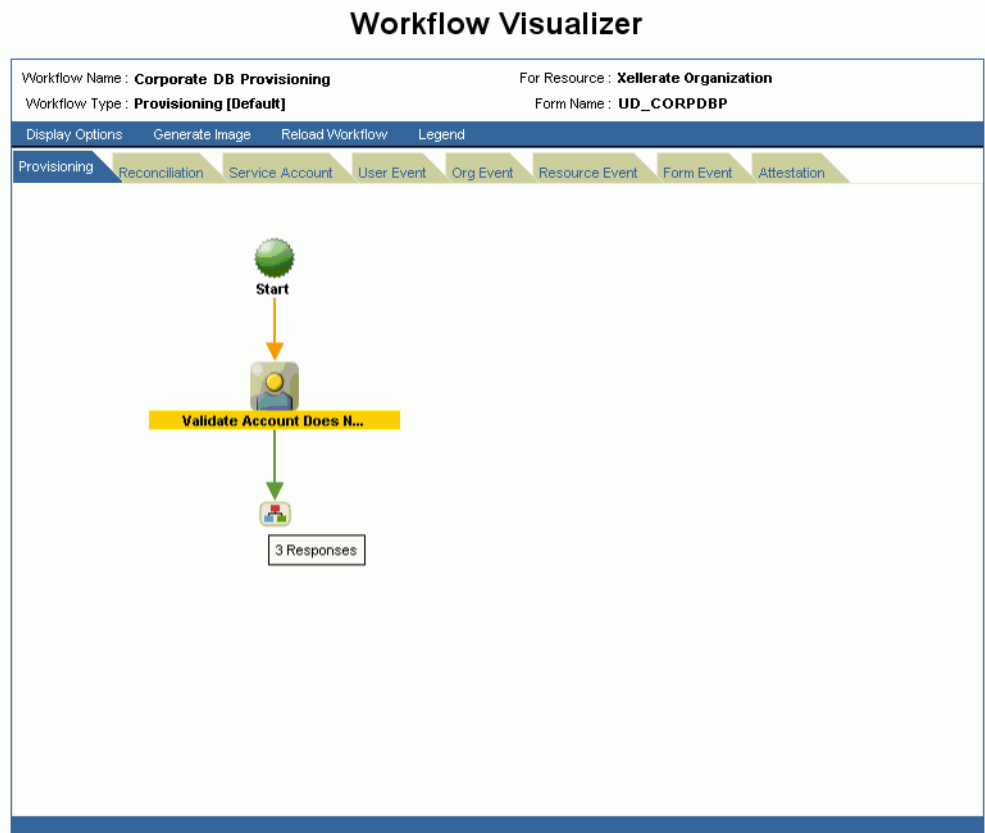 Workflow Visualizer
Workflow Name : Corporate DB Provisioning For Resource : Xellerate Organization
Workflow Type : Provisioning [Default] Form Name : UD_CORPDBP
Display Options Generate Image Reload Workflow Legend
Provisioning Reconciliation Service Account User Event Org Event Resource Event Form Event Attestation
Start
Validate Account Does N...
3 Responses